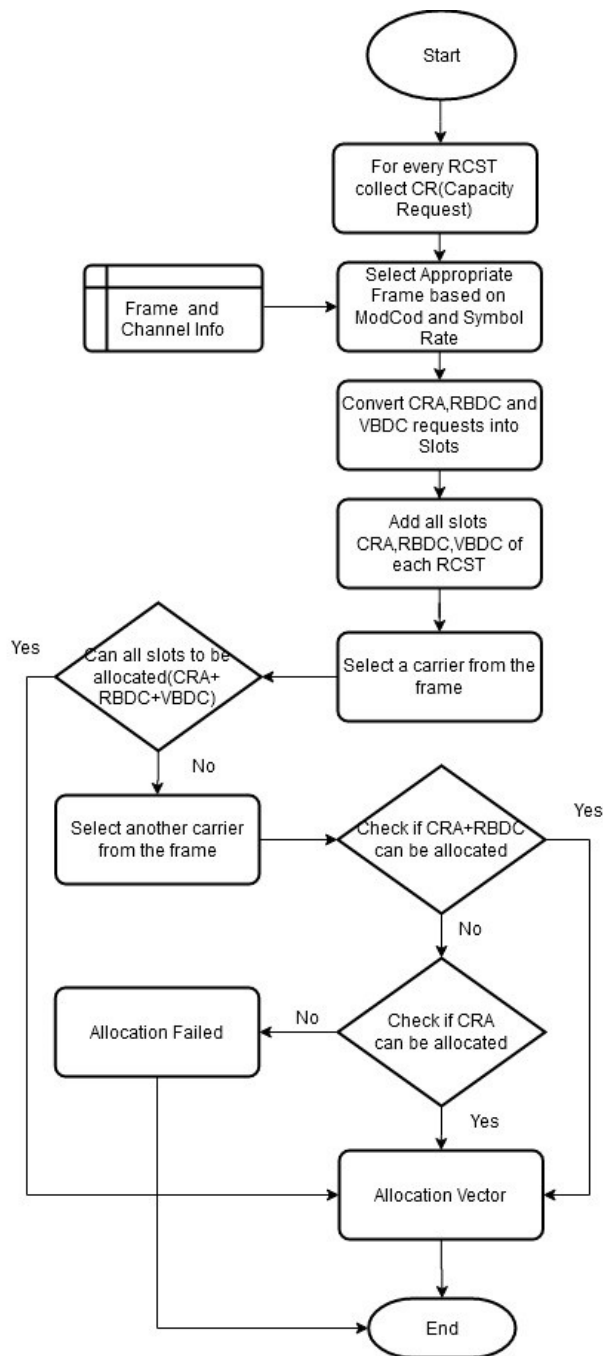 Start
For every RCST
collect CR(Capacity
Request)
Select Appropriate
Frame based on
ModCod and Symbol
Rate
Frame and
Channel Info
Convert CRA,RBDC and
VBDC requests into
Slots
Add all slots
CRA,RBDC,VBDC of
each RCST
Select a carrier from the
frame
Can all slots to be
allocated(CRA+
RBDC+VBDC)
Yes
No
Select another carrier
from the frame
Check if CRA+RBDC
can be allocated
Yes
No
Check if CRA
can be allocated
No
Allocation Failed
Yes
Allocation Vector
End